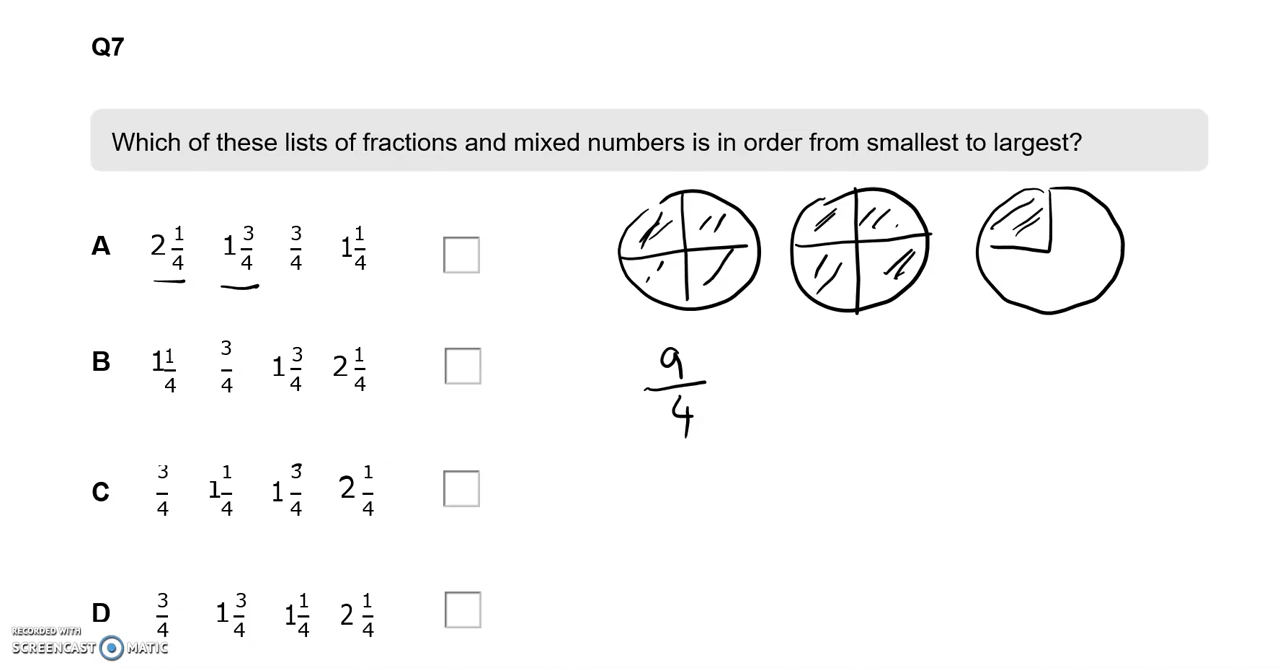 Q7
Which of these lists of fractions and mixed numbers is in order from smallest to largest?
A 2 1/4 1 3/4 3/4 1 1/4
B 1 1/4 3/4 1 3/4 2 1/4
9/4
C 3/4 1 1/4 1 3/4 2 1/4
D 3/4 1 3/4 1 1/4 2 1/4
RECORDED WITH
SCREENCAST MATIC